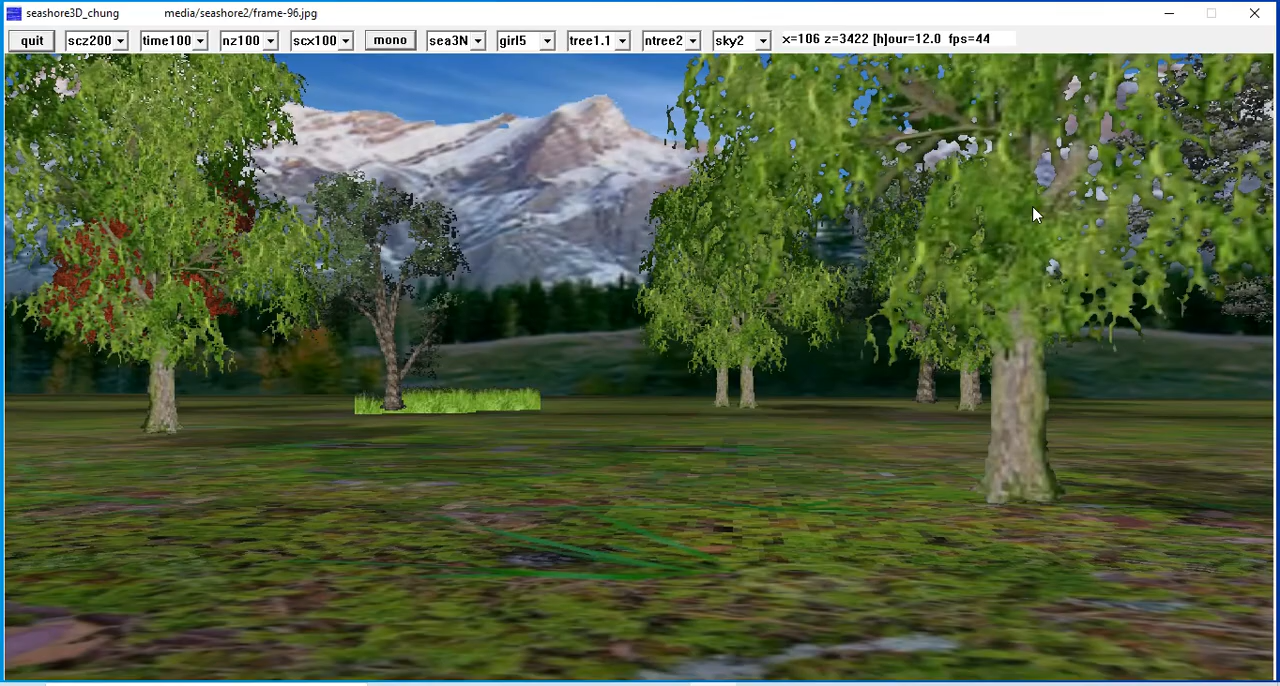 seashore3D_chung media/seashore2/frame-96.jpg
quit scz200 time100 nz100 scx100 mono sea3N girl5 tree1.1 ntree2 sky2 x=106 z=3422 [h]our=12.0 fps=44